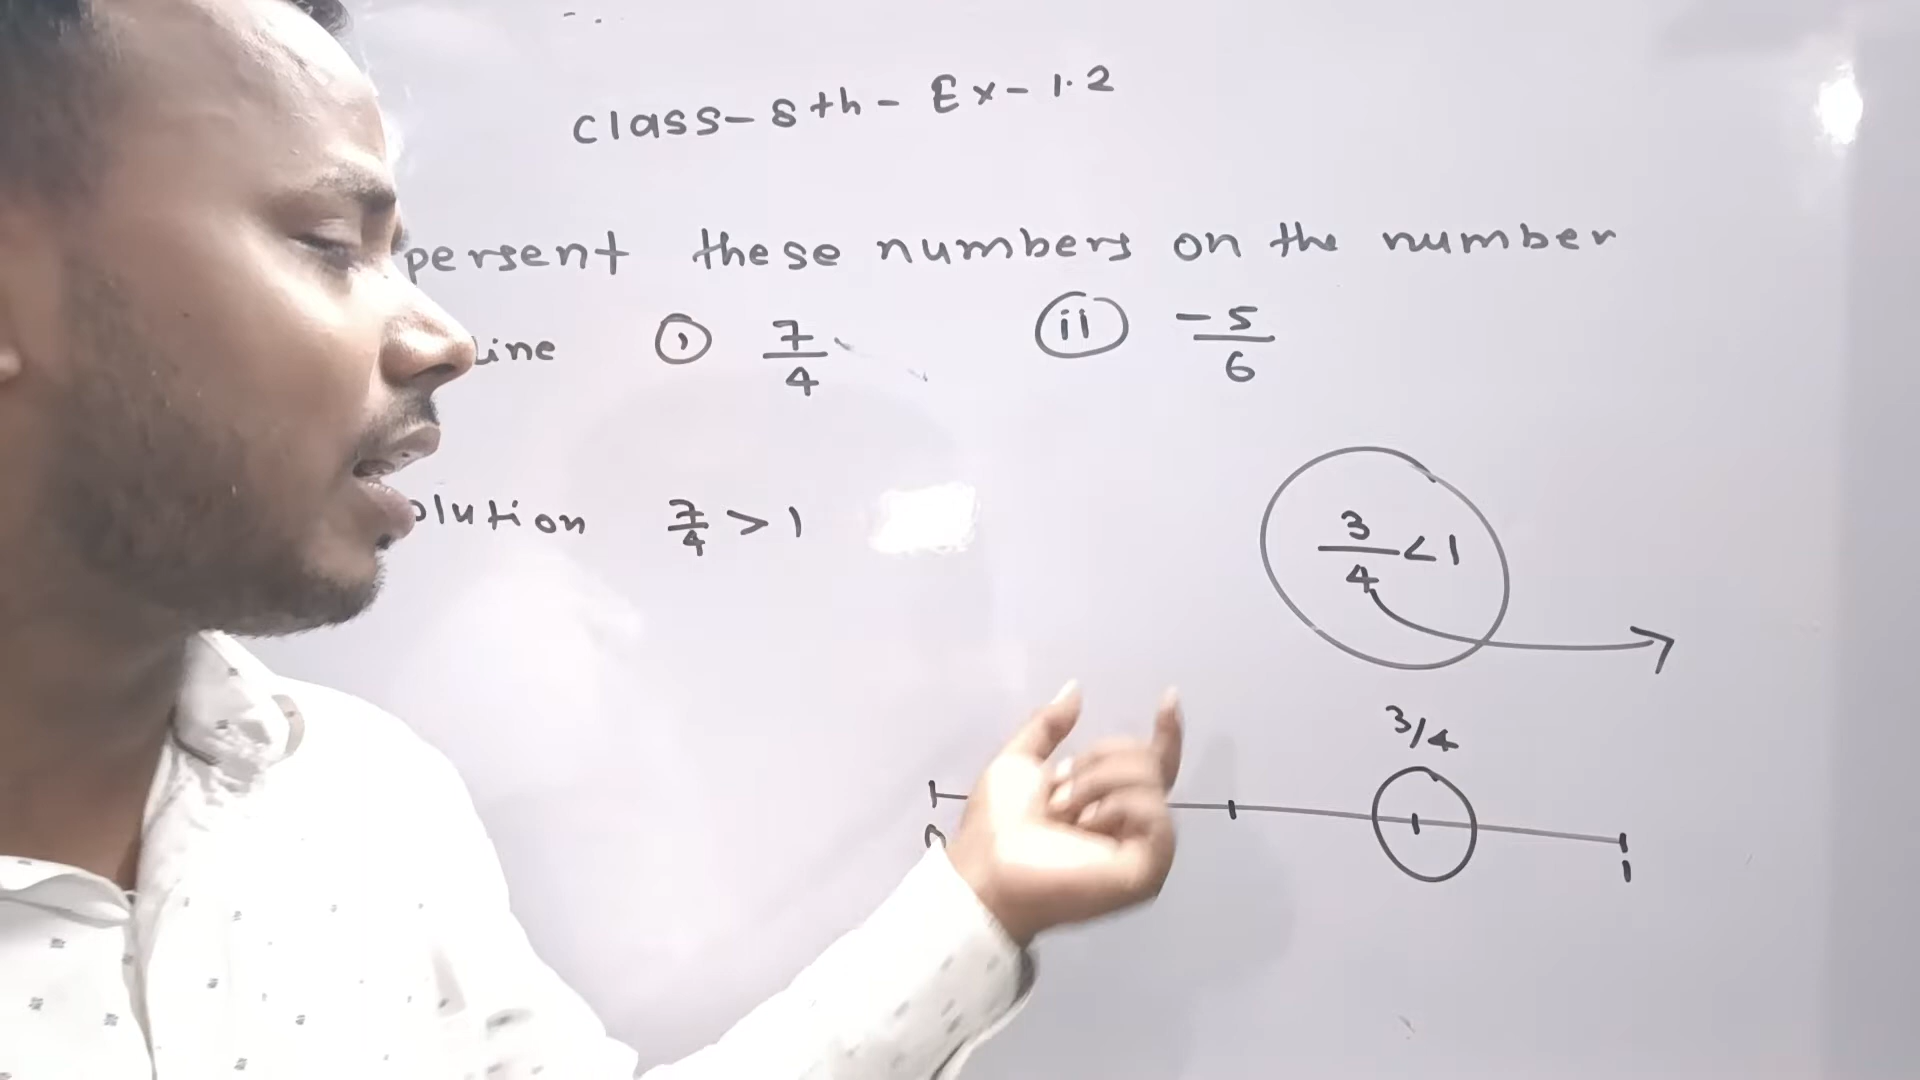 Class-8th-Ex-1.2
persent these numbers on the number
Line (i) 7/4 (ii) -5/6
olution 7/4 > 1
3/4 < 1
3/4
0
1